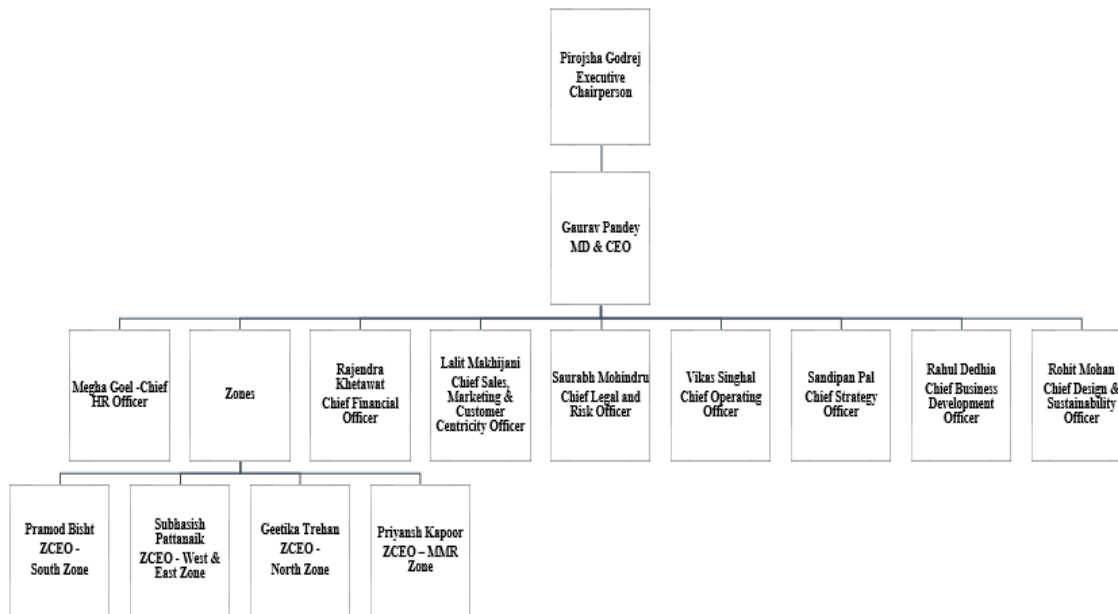 Pirojsha Godrej
Executive
Chairperson
Gaurav Pandey
MD & CEO
Megha Goel -Chief
HR Officer
Zones
Rajendra
Khetawat
Chief Financial
Officer
Lalit Makhijani
Chief Sales,
Marketing &
Customer
Centricity Officer
Saurabh Mohindru
Chief Legal and
Risk Officer
Vikas Singhal
Chief Operating
Officer
Sandipan Pal
Chief Strategy
Officer
Rahul Dedhia
Chief Business
Development
Officer
Rohit Mohan
Chief Design &
Sustainability
Officer
Pramod Bisht
ZCEO -
South Zone
Subhasish
Pattanaik
ZCEO - West &
East Zone
Geetika Trehan
ZCEO -
North Zone
Priyansh Kapoor
ZCEO – MMR
Zone